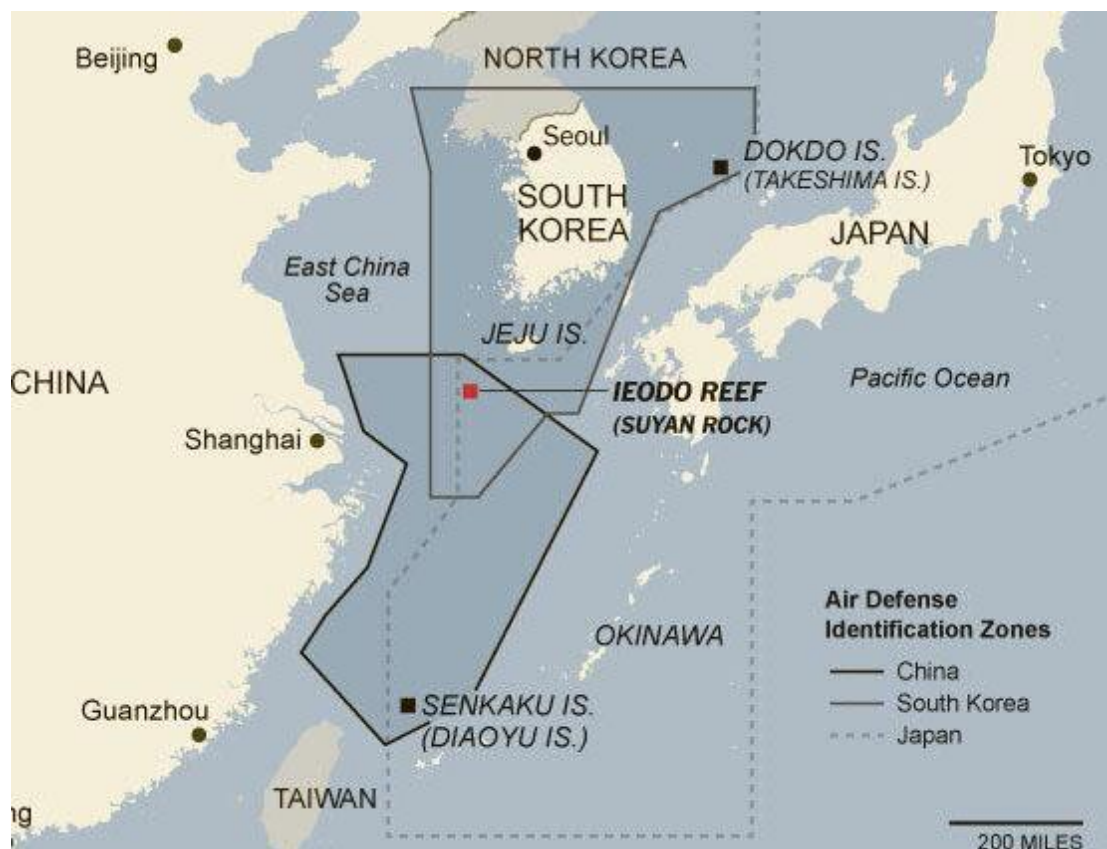 Beijing
NORTH KOREA
Seoul
DOKDO IS.
(TAKESHIMA IS.)
Tokyo
SOUTH
KOREA
JAPAN
East China
Sea
JEJU IS.
CHINA
IEODO REEF
(SUYAN ROCK)
Pacific Ocean
Shanghai
Air Defense
Identification Zones
OKINAWA
China
South Korea
Japan
Guanzhou
SENKAKU IS.
(DIAOYU IS.)
TAIWAN
ng
200 MILES